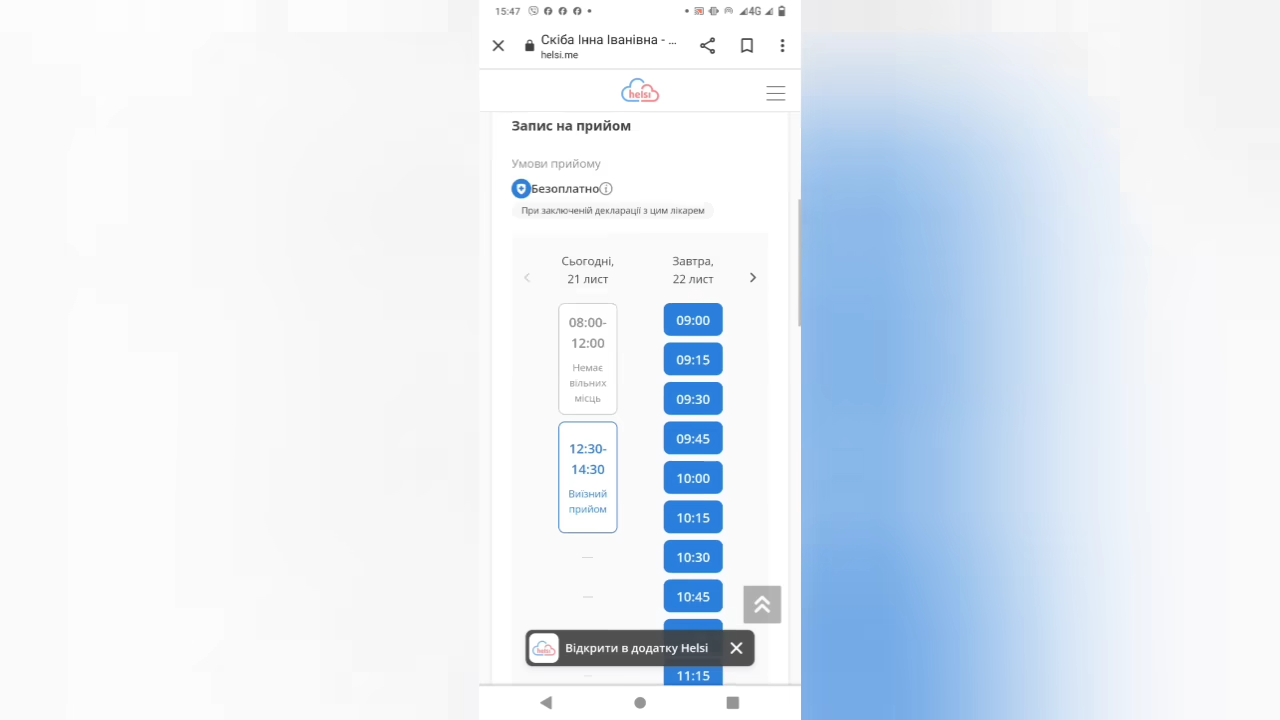 15:47
4G
Скіба Інна Іванівна - ...
helsi.me
helsi
Запис на прийом
Умови прийому
Безоплатно
При заключеній декларації з цим лікарем
Сьогодні,
21 лист
Завтра,
22 лист
08:00-
12:00
Немає
вільних
місць
12:30-
14:30
Виїзний
прийом
09:00
09:15
09:30
09:45
10:00
10:15
10:30
10:45
11:15
helsi
Відкрити в додатку Helsi